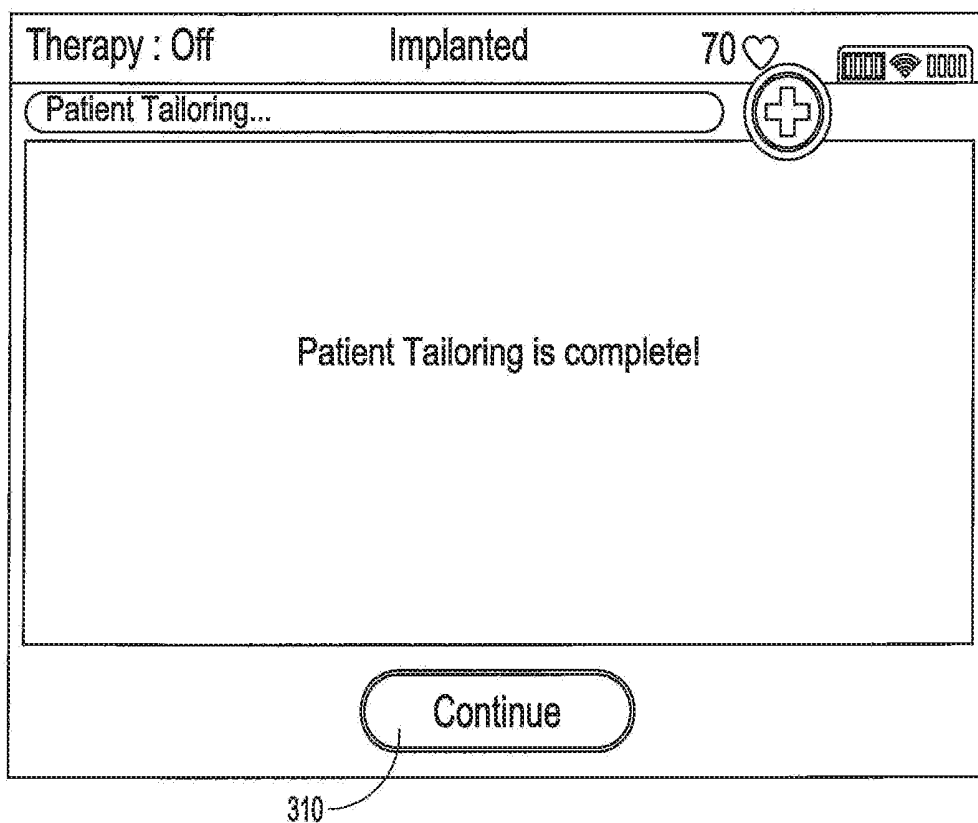 Therapy : Off Implanted 70
Patient Tailoring...
Patient Tailoring is complete!
Continue
310